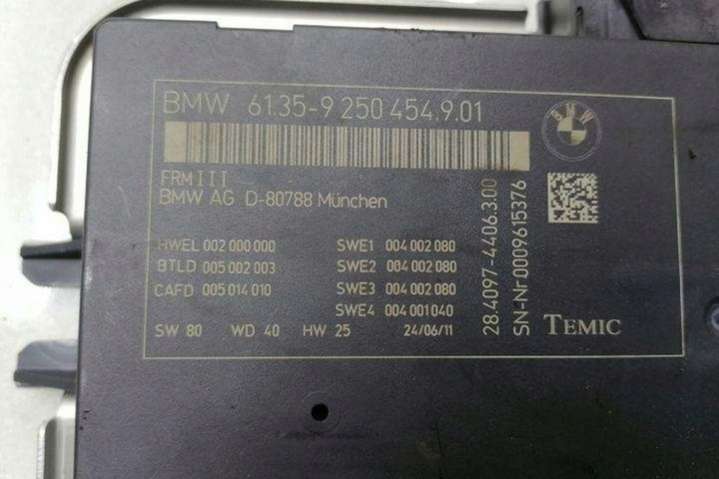 BMW 61.35-9 250 454.9.01
BMW
FRM III
BMW AG D-80788 München
HWEL 002 000 000
BTLD 005 002 003
CAFD 005 014 010
SWE1 004 002 080
SWE2 004 002 080
SWE3 004 002 080
SWE4 004 001 040
SW 80 WD 40 HW 25 24/06/11
28.4097-4406.3.00
SN-Nr0009615376
TEMIC